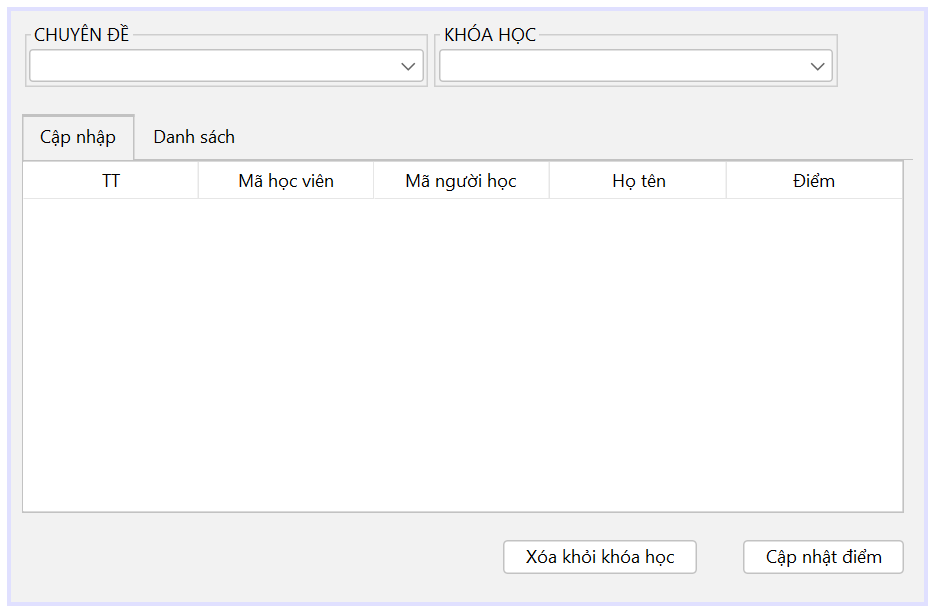 CHUYÊN ĐỀ
KHÓA HỌC
Cập nhập
Danh sách
TT
Mã học viên
Mã người học
Họ tên
Điểm
Xóa khỏi khóa học
Cập nhật điểm